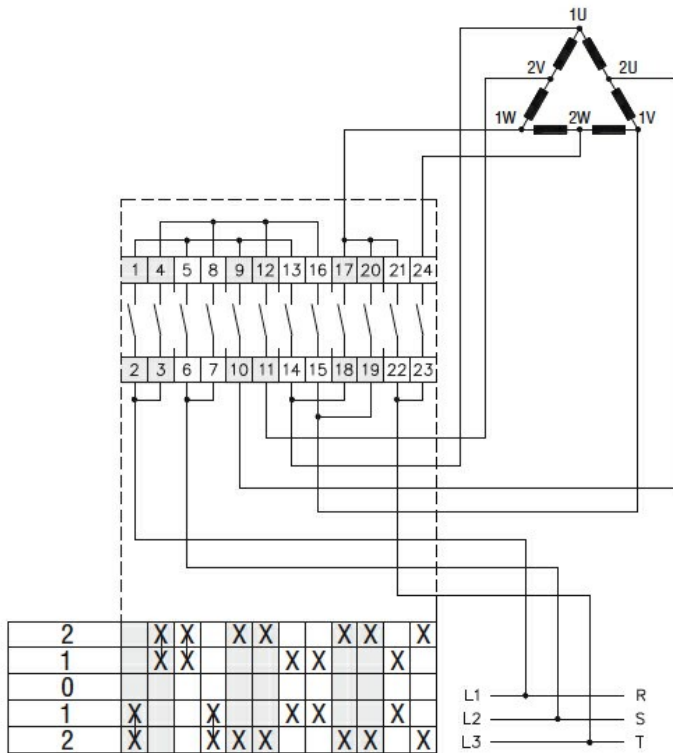 1U
2V 2U
1W 2W 1V
1 4 5 8 9 12 13 16 17 20 21 24
2 3 6 7 10 11 14 15 18 19 22 23
2 X X X X X X X
1 X X X X X
0
1 X X X X X
2 X X X X X X X
L1 R
L2 S
L3 T